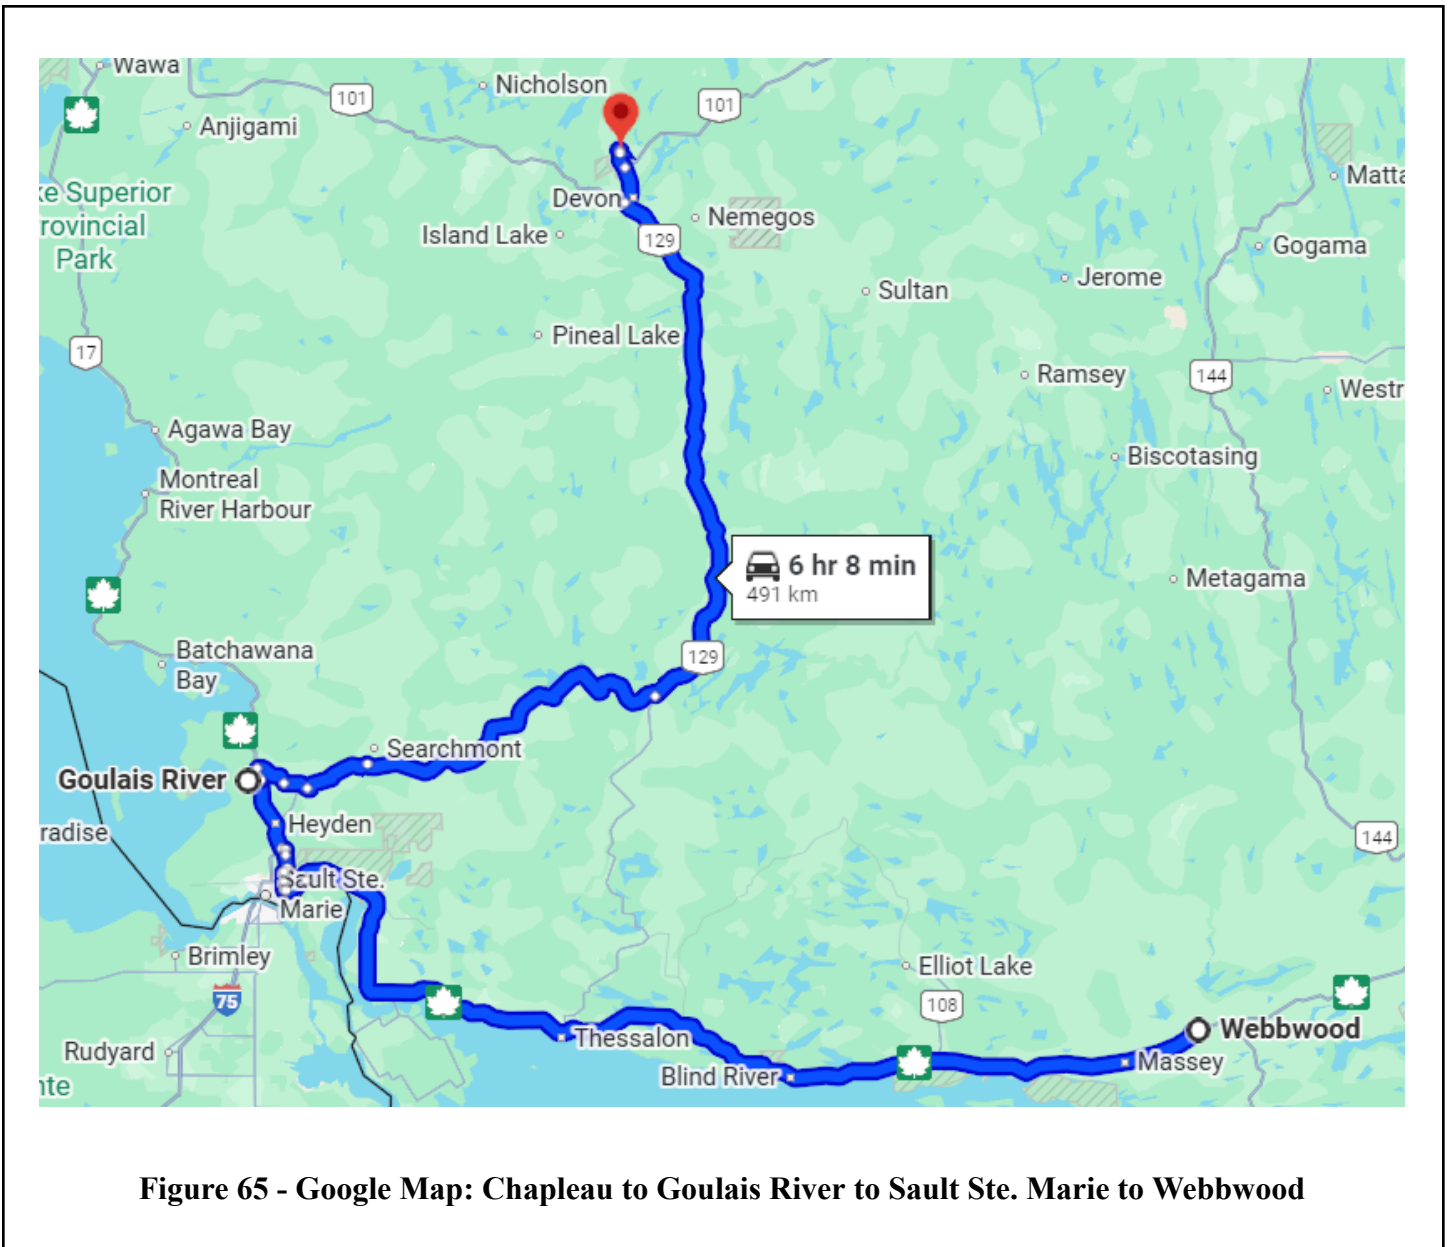 Wawa
Nicholson
101
101
Anjigami
Matta
ke Superior
rovincial
Park
Devon
Nemegos
Island Lake
129
Gogama
Jerome
Sultan
Pineal Lake
17
Ramsey
144
Westr
Agawa Bay
Biscotasing
Montreal
River Harbour
6 hr 8 min
491 km
Metagama
Batchawana
Bay
129
Searchmont
Goulais River
Heyden
radise
144
Sault Ste.
Marie
Brimley
75
Elliot Lake
108
Webbwood
Thessalon
Rudyard
Massey
Blind River
nte
Figure 65 - Google Map: Chapleau to Goulais River to Sault Ste. Marie to Webbwood